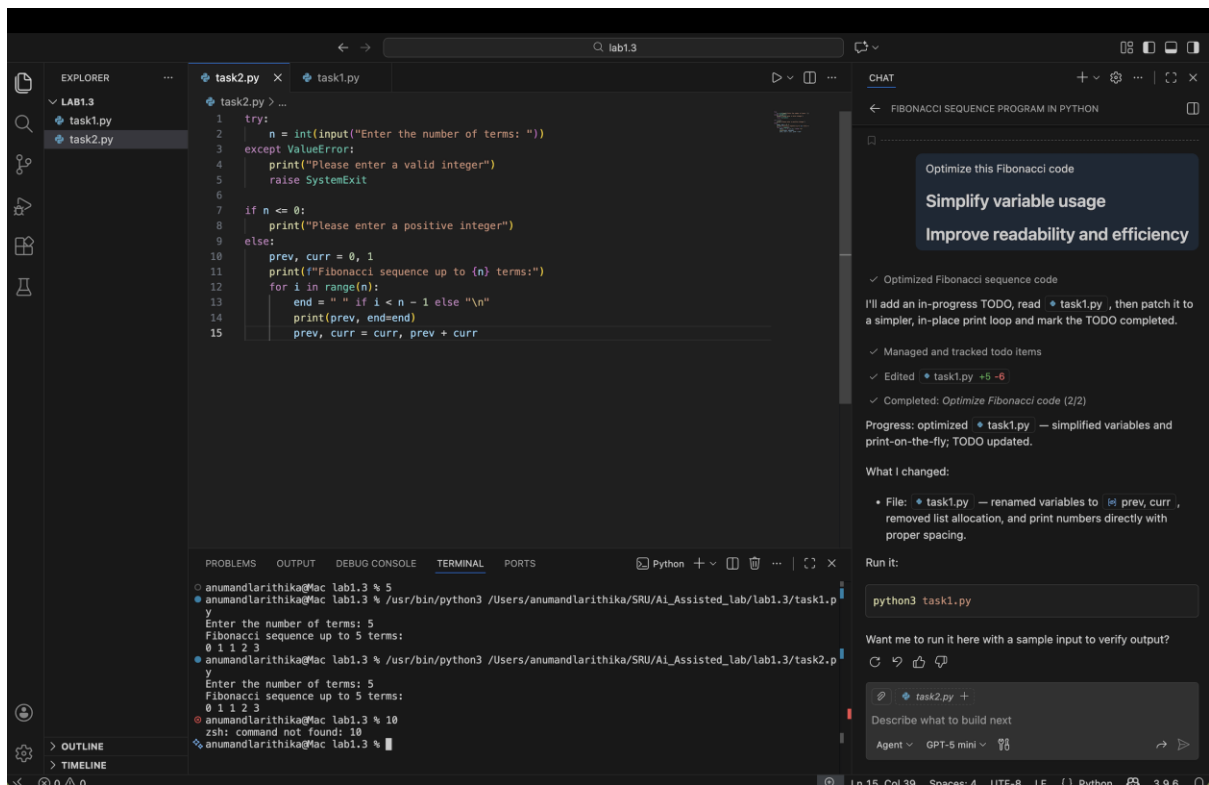 lab1.3
EXPLORER
LAB1.3
task1.py
task2.py
OUTLINE
TIMELINE
task2.py
task1.py
task2.py > ...
1 try:
2 n = int(input("Enter the number of terms: "))
3 except ValueError:
4 print("Please enter a valid integer")
5 raise SystemExit
6
7 if n <= 0:
8 print("Please enter a positive integer")
9 else:
10 prev, curr = 0, 1
11 print(f"Fibonacci sequence up to {n} terms:")
12 for i in range(n):
13 end = " " if i < n - 1 else "\n"
14 print(prev, end=end)
15 prev, curr = curr, prev + curr
PROBLEMS OUTPUT DEBUG CONSOLE TERMINAL PORTS
Python
anumandlarithika@Mac lab1.3 % 5
anumandlarithika@Mac lab1.3 % /usr/bin/python3 /Users/anumandlarithika/SRU/Ai_Assisted_lab/lab1.3/task1.p
y
Enter the number of terms: 5
Fibonacci sequence up to 5 terms:
0 1 1 2 3
anumandlarithika@Mac lab1.3 % /usr/bin/python3 /Users/anumandlarithika/SRU/Ai_Assisted_lab/lab1.3/task2.p
y
Enter the number of terms: 5
Fibonacci sequence up to 5 terms:
0 1 1 2 3
anumandlarithika@Mac lab1.3 % 10
zsh: command not found: 10
anumandlarithika@Mac lab1.3 %
CHAT
FIBONACCI SEQUENCE PROGRAM IN PYTHON
Optimize this Fibonacci code
Simplify variable usage
Improve readability and efficiency
Optimized Fibonacci sequence code
I'll add an in-progress TODO, read task1.py , then patch it to
a simpler, in-place print loop and mark the TODO completed.
Managed and tracked todo items
Edited task1.py +5 -6
Completed: Optimize Fibonacci code (2/2)
Progress: optimized task1.py — simplified variables and
print-on-the-fly; TODO updated.
What I changed:
• File: task1.py — renamed variables to prev, curr ,
removed list allocation, and print numbers directly with
proper spacing.
Run it:
python3 task1.py
Want me to run it here with a sample input to verify output?
task2.py
Describe what to build next
Agent GPT-5 mini
0 0 Ln 15, Col 39 Spaces: 4 UTF-8 LF {} Python 3.9.6